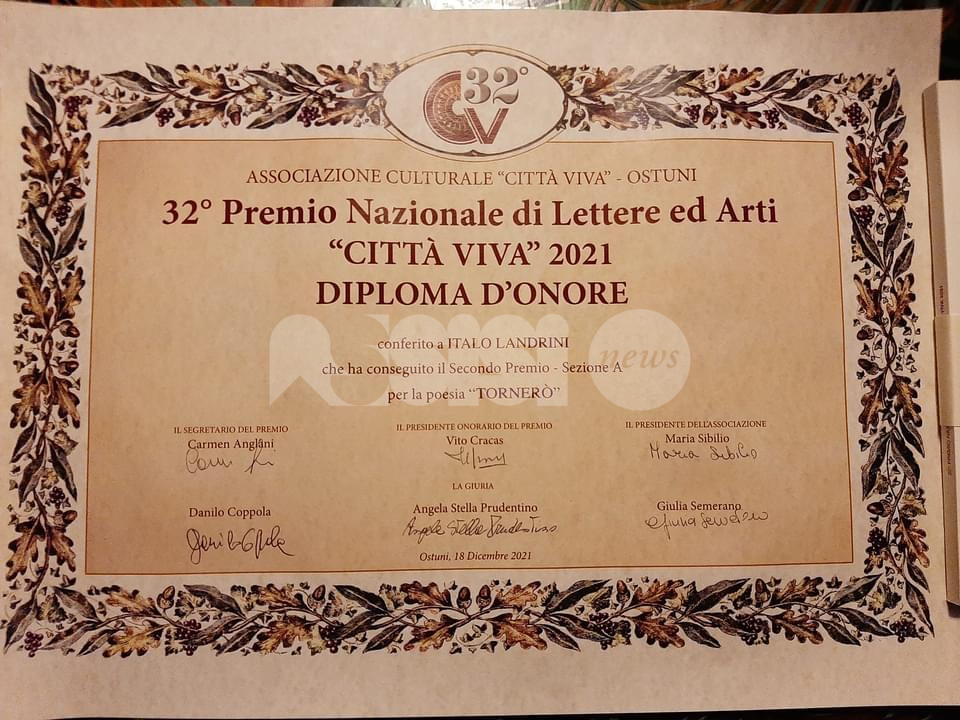 32°
CV
ASSOCIAZIONE CULTURALE “CITTÀ VIVA” - OSTUNI
32° Premio Nazionale di Lettere ed Arti
“CITTÀ VIVA” 2021
DIPLOMA D’ONORE
conferito a ITALO LANDRINI
che ha conseguito il Secondo Premio - Sezione A
news
per la poesia “TORNERÒ”
IL SEGRETARIO DEL PREMIO
Carmen Anglani
IL PRESIDENTE ONORARIO DEL PREMIO
Vito Cracas
IL PRESIDENTE DELL’ASSOCIAZIONE
Maria Sibilio
Maria Sibilio
LA GIURIA
Danilo Coppola
Angela Stella Prudentino
Angela Stella Prudentino
Giulia Semerano
Giulia Semerano
Ostuni, 18 Dicembre 2021